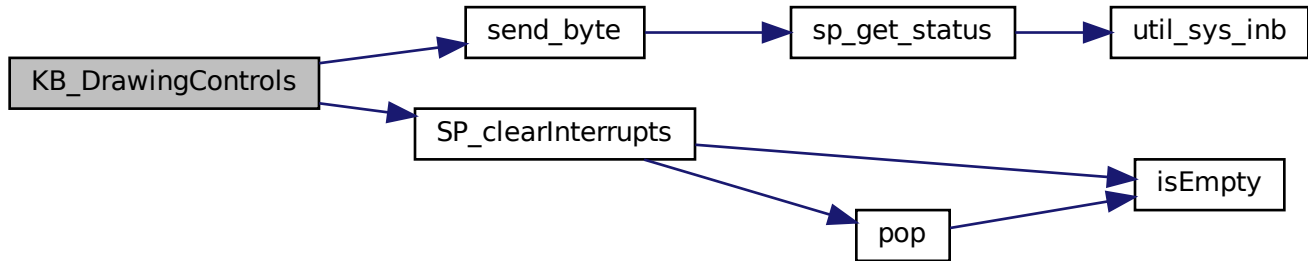 KB_DrawingControls
send_byte
sp_get_status
util_sys_inb
SP_clearInterrupts
isEmpty
pop